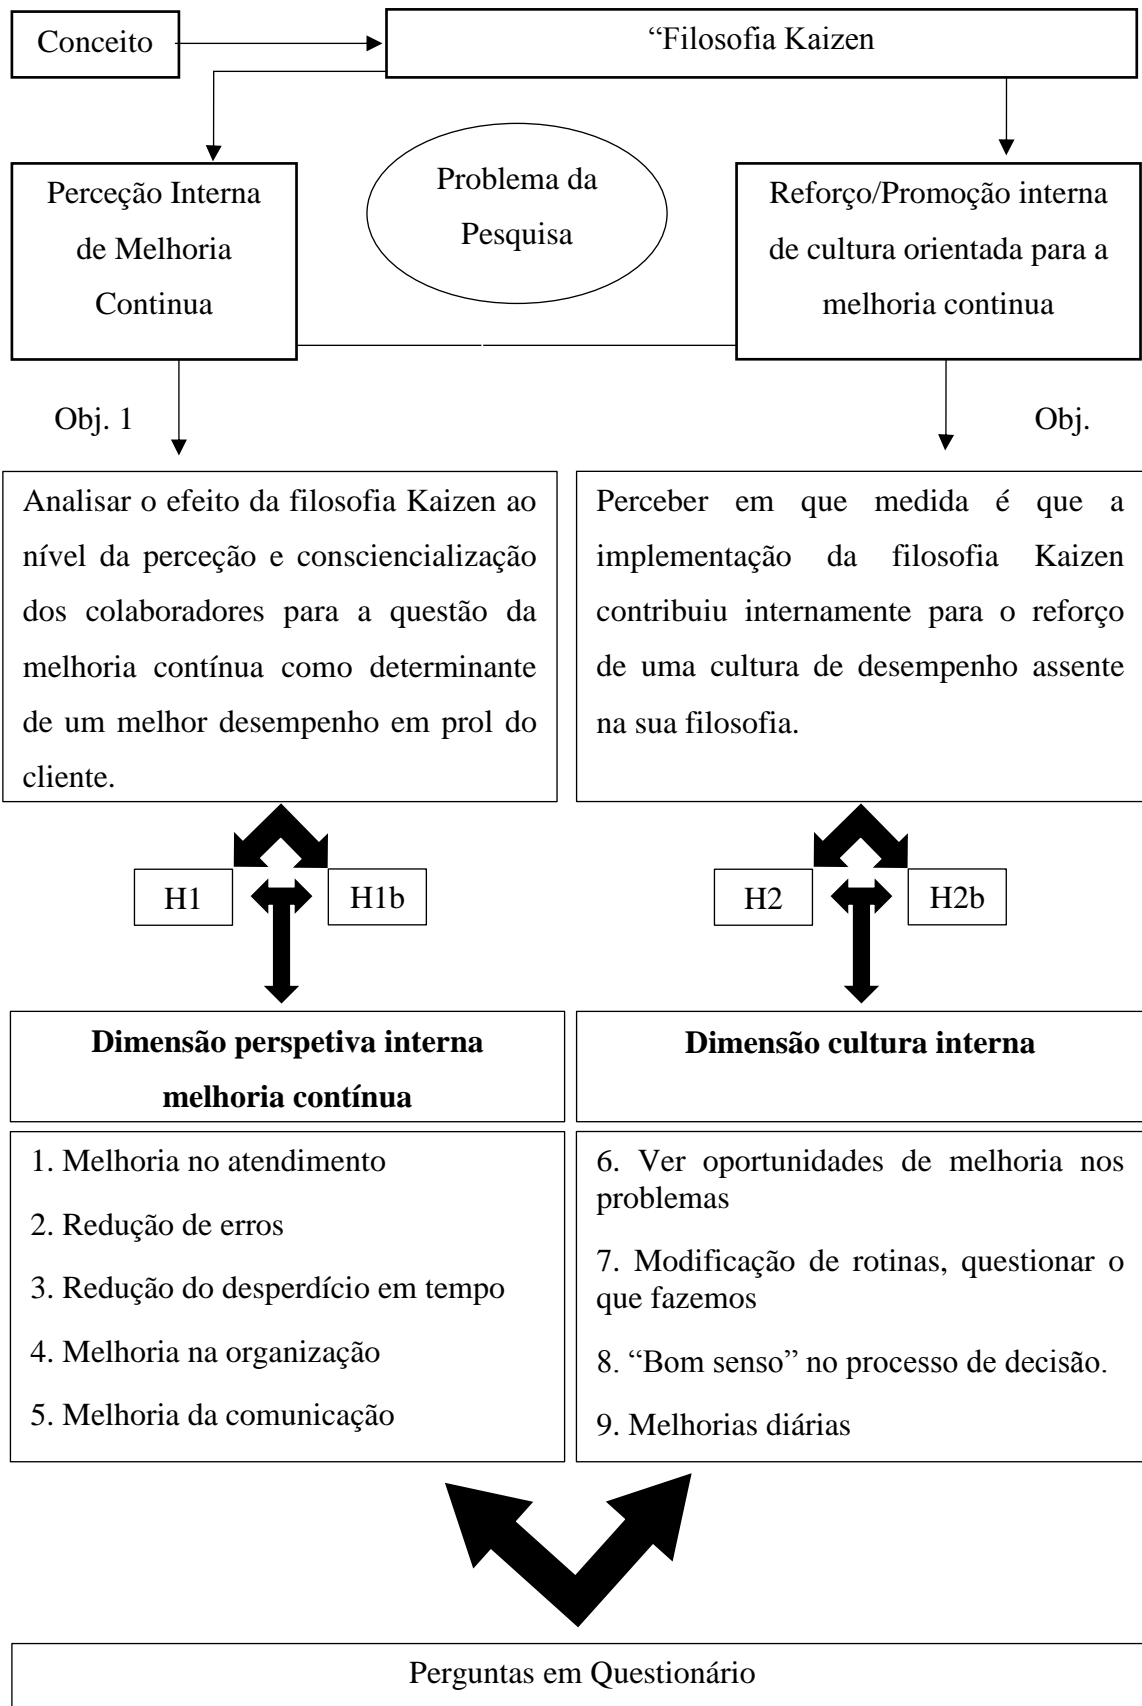 Conceito
“Filosofia Kaizen
Perceção Interna
de Melhoria
Continua
Problema da
Pesquisa
Reforço/Promoção interna
de cultura orientada para a
melhoria continua
Obj. 1
Obj.
Analisar o efeito da filosofia Kaizen ao
nível da perceção e consciencialização
dos colaboradores para a questão da
melhoria contínua como determinante
de um melhor desempenho em prol do
cliente.
Perceber em que medida é que a
implementação da filosofia Kaizen
contribuiu internamente para o reforço
de uma cultura de desempenho assente
na sua filosofia.
H1
H1b
H2
H2b
Dimensão perspetiva interna
melhoria contínua
Dimensão cultura interna
1. Melhoria no atendimento
2. Redução de erros
3. Redução do desperdício em tempo
4. Melhoria na organização
5. Melhoria da comunicação
6. Ver oportunidades de melhoria nos
problemas
7. Modificação de rotinas, questionar o
que fazemos
8. “Bom senso” no processo de decisão.
9. Melhorias diárias
Perguntas em Questionário